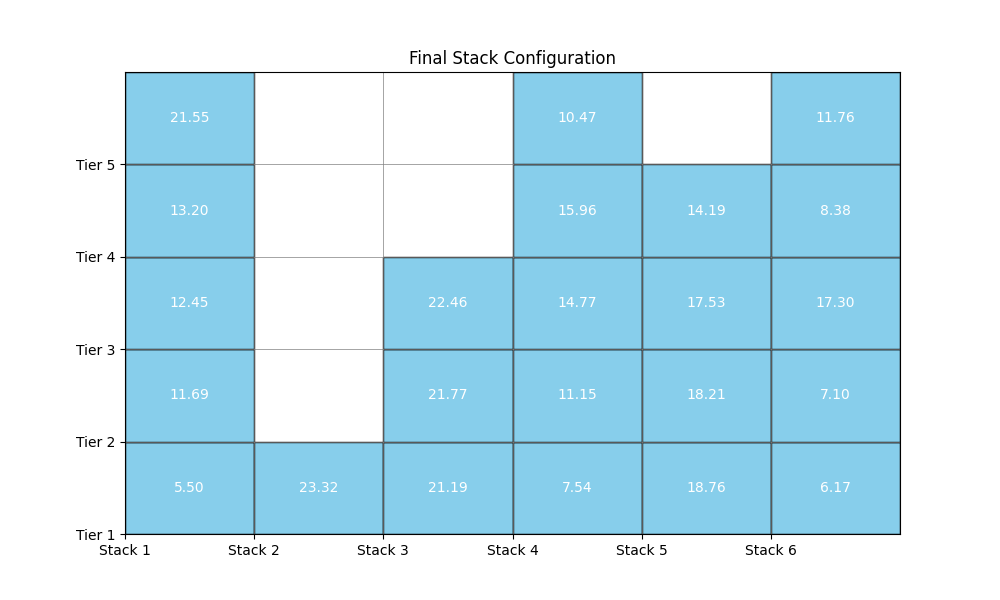 Final Stack Configuration
21.55 10.47 11.76
Tier 5
13.20 15.96 14.19 8.38
Tier 4
12.45 22.46 14.77 17.53 17.30
Tier 3
11.69 21.77 11.15 18.21 7.10
Tier 2
5.50 23.32 21.19 7.54 18.76 6.17
Tier 1
Stack 1 Stack 2 Stack 3 Stack 4 Stack 5 Stack 6